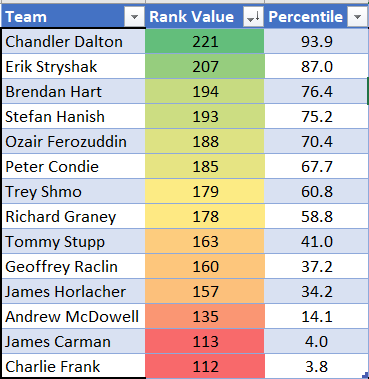 Team Rank Value Percentile
Chandler Dalton 221 93.9
Erik Stryshak 207 87.0
Brendan Hart 194 76.4
Stefan Hanish 193 75.2
Ozair Ferozuddin 188 70.4
Peter Condie 185 67.7
Trey Shmo 179 60.8
Richard Graney 178 58.8
Tommy Stupp 163 41.0
Geoffrey Raclin 160 37.2
James Horlacher 157 34.2
Andrew McDowell 135 14.1
James Carman 113 4.0
Charlie Frank 112 3.8